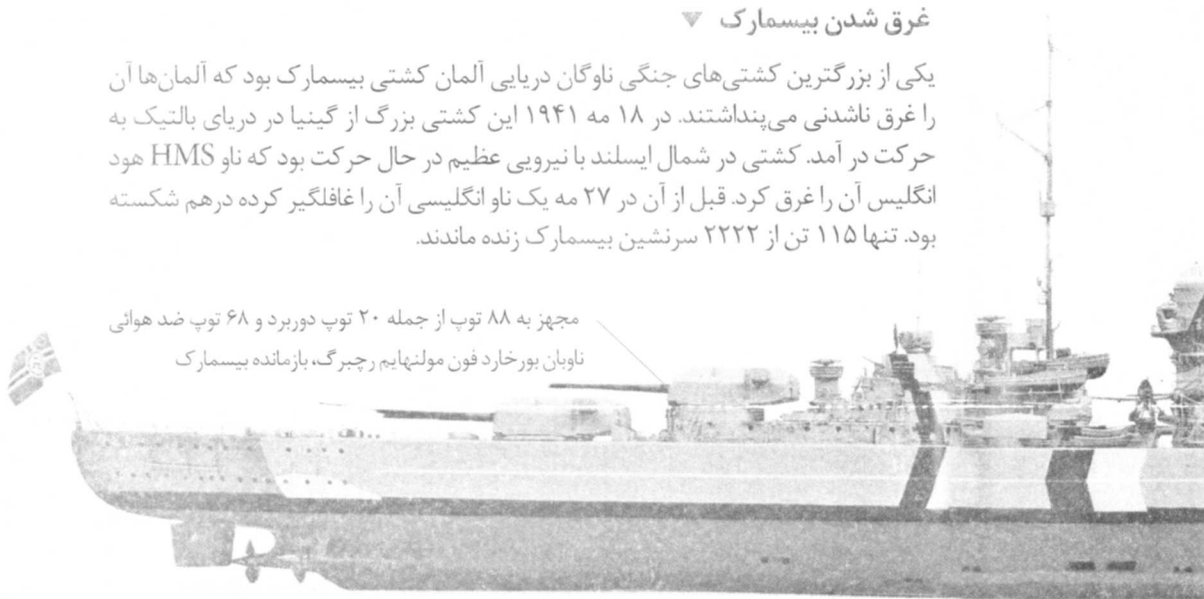 غرق شدن بیسمارک
یکی از بزرگترین کشتی‌های جنگی ناوگان دریایی آلمان کشتی بیسمارک بود که آلمان‌ها آن
را غرق ناشدنی می‌پنداشتند. در ۱۸ مه ۱۹۴۱ این کشتی بزرگ از گینیا در دریای بالتیک به
حرکت در آمد. کشتی در شمال ایسلند با نیرویی عظیم در حال حرکت بود که ناو HMS هود
انگلیس آن را غرق کرد. قبل از آن در ۲۷ مه یک ناو انگلیسی آن را غافلگیر کرده درهم شکسته
بود. تنها ۱۱۵ تن از ۲۲۲۲ سرنشین بیسمارک زنده ماندند.
مجهز به ۸۸ توپ از جمله ۲۰ توپ دوربرد و ۶۸ توپ ضد هوائی
ناوبان بورخارد فون مولنهایم رچبرگ، بازمانده بیسمارک